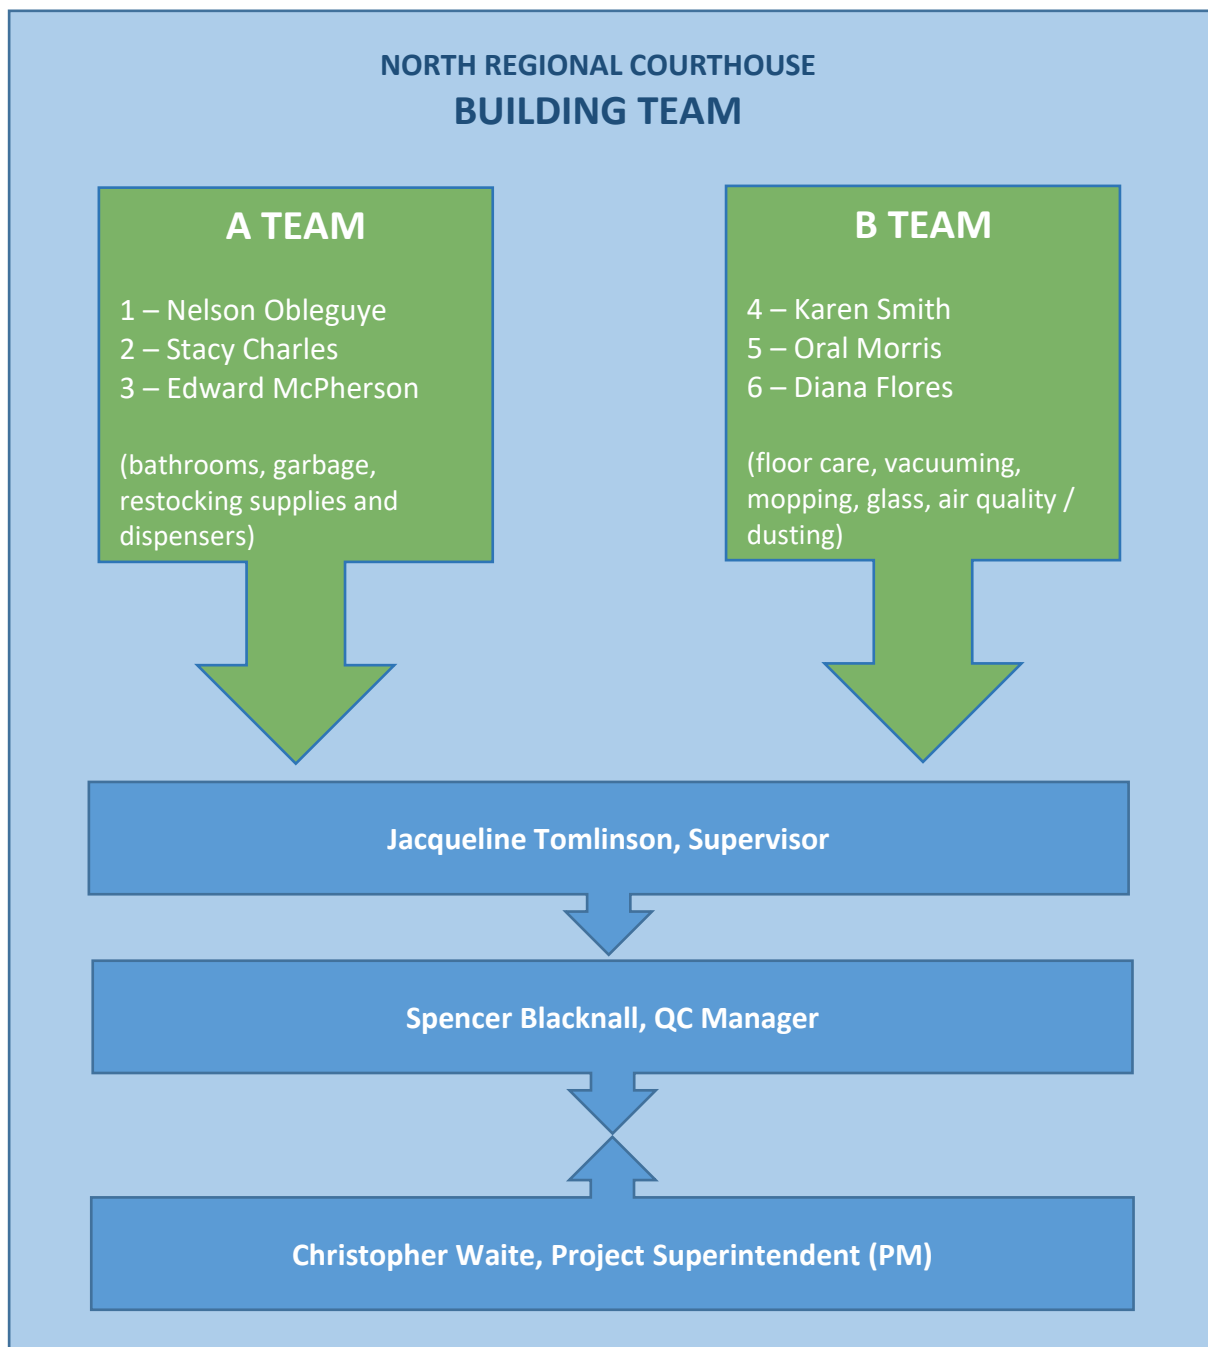 NORTH REGIONAL COURTHOUSE
BUILDING TEAM
A TEAM
1 – Nelson Obleguye
2 – Stacy Charles
3 – Edward McPherson
(bathrooms, garbage,
restocking supplies and
dispensers)
B TEAM
4 – Karen Smith
5 – Oral Morris
6 – Diana Flores
(floor care, vacuuming,
mopping, glass, air quality /
dusting)
Jacqueline Tomlinson, Supervisor
Spencer Blacknall, QC Manager
Christopher Waite, Project Superintendent (PM)